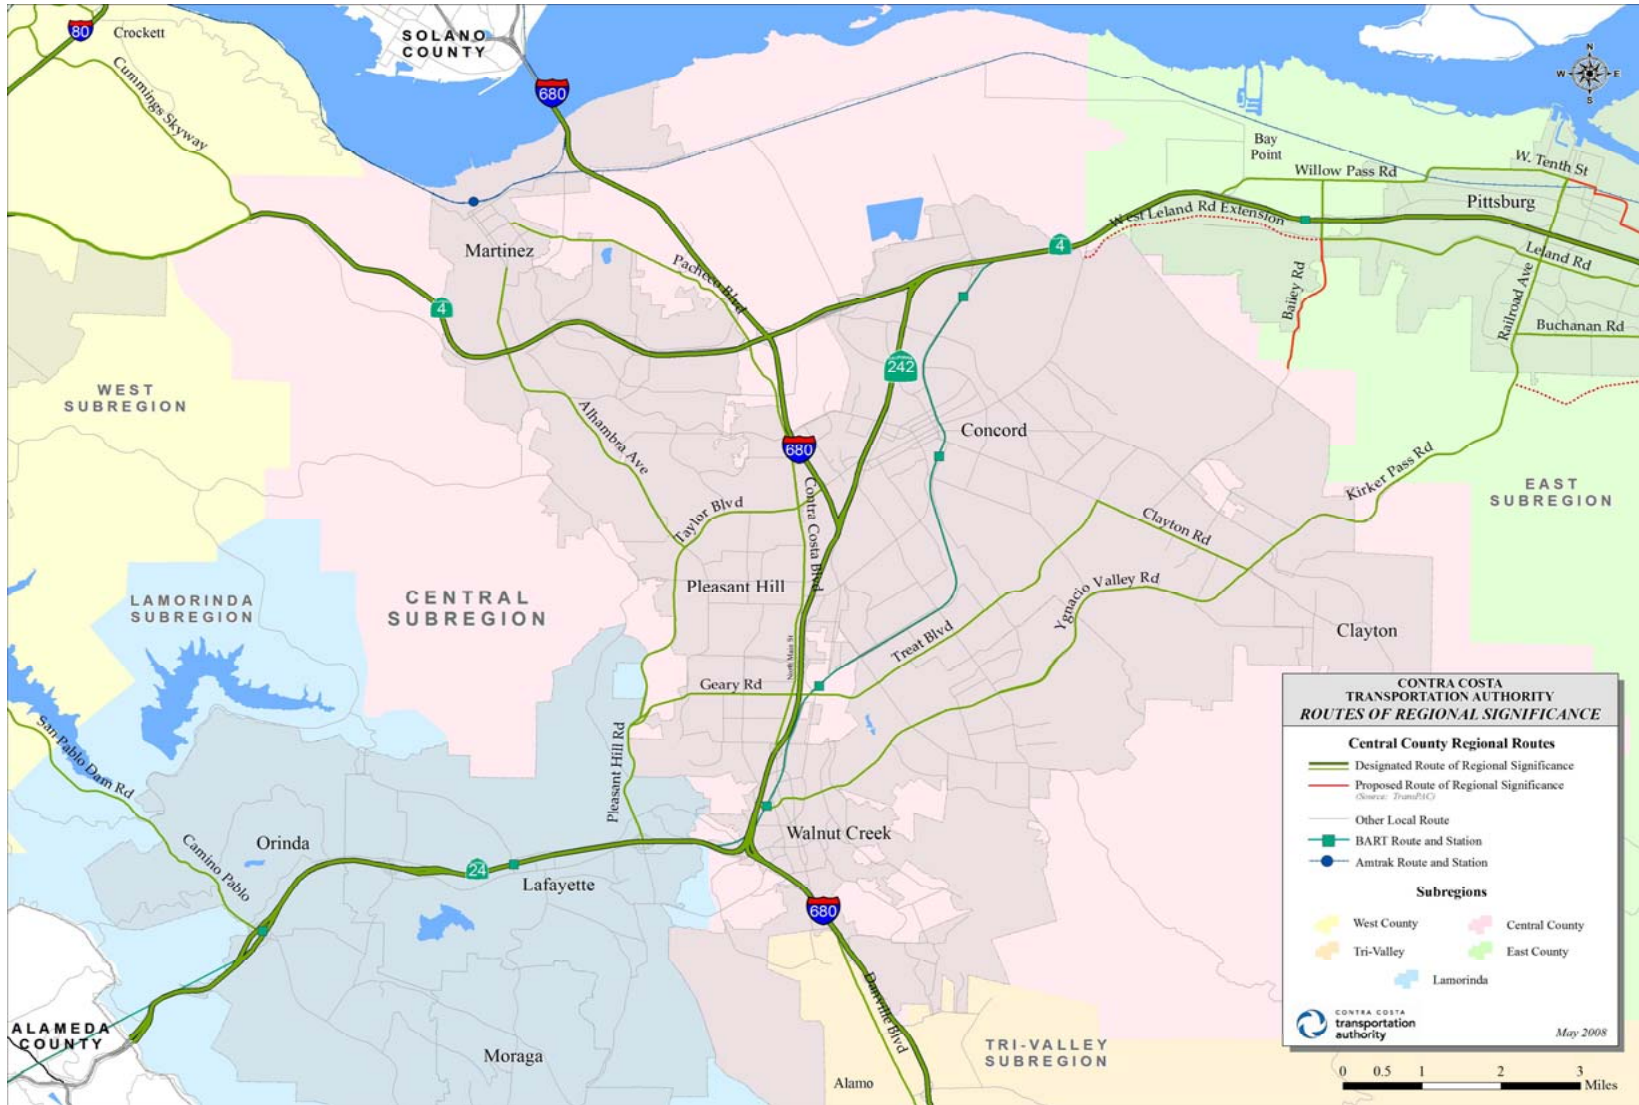 80
Crockett
SOLANO
COUNTY
680
Cummings Skyway
N
W
E
S
Bay
Point
W. Tenth St
Willow Pass Rd
Pittsburg
West Leland Rd Extension
4
Leland Rd
Martinez
Pacheco Blvd
4
Bailey Rd
Railroad Ave
Buchanan Rd
242
WEST
SUBREGION
Alhambra Ave
Concord
680
Kirker Pass Rd
EAST
SUBREGION
Taylor Blvd
Contra Costa Blvd
Clayton Rd
Pleasant Hill
Ygnacio Valley Rd
LAMORINDA
SUBREGION
CENTRAL
SUBREGION
Clayton
Treat Blvd
North Main St
Geary Rd
San Pablo Dam Rd
Pleasant Hill Rd
Camino Pablo
Orinda
Walnut Creek
24
Lafayette
680
Danville Blvd
ALAMEDA
COUNTY
Moraga
TRI-VALLEY
SUBREGION
Alamo
CONTRA COSTA
TRANSPORTATION AUTHORITY
ROUTES OF REGIONAL SIGNIFICANCE
Central County Regional Routes
Designated Route of Regional Significance
Proposed Route of Regional Significance
(Source: TransPAC)
Other Local Route
BART Route and Station
Amtrak Route and Station
Subregions
West County
Central County
Tri-Valley
East County
Lamorinda
CONTRA COSTA
transportation
authority
May 2008
0 0.5 1 2 3
Miles